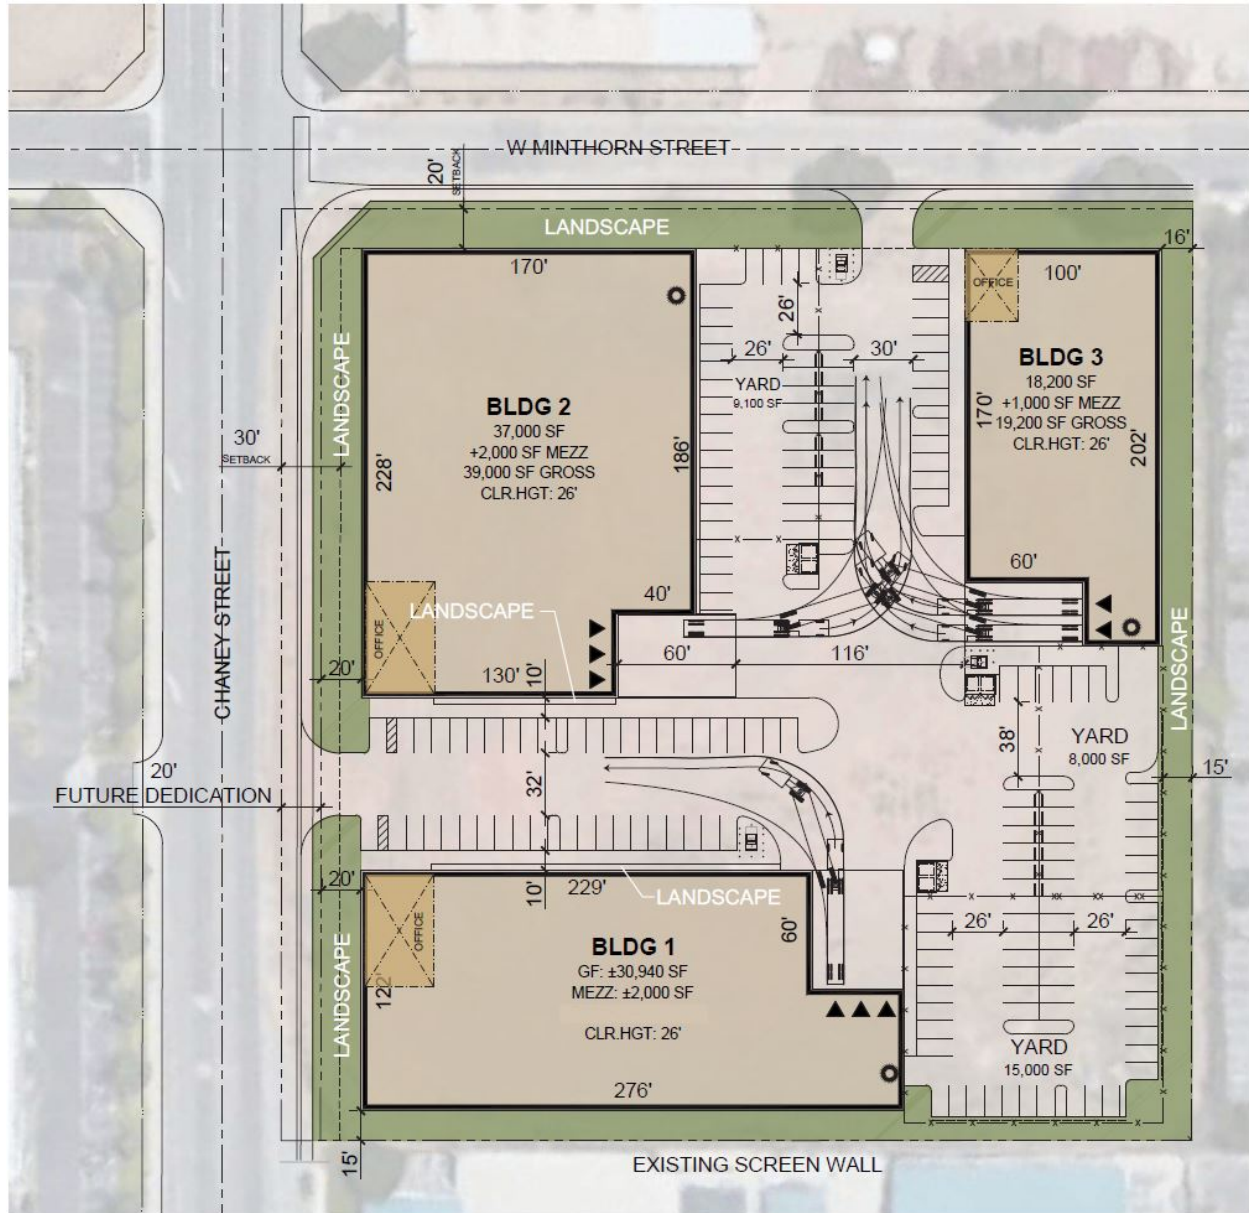 W MINTHORN STREET
20'
SETBACK
LANDSCAPE
16'
170'
OFFICE
100'
26'
26'
30'
LANDSCAPE
YARD
9,100 SF
BLDG 3
18,200 SF
+1,000 SF MEZZ
19,200 SF GROSS
CLR.HGT: 26'
170'
202'
BLDG 2
37,000 SF
+2,000 SF MEZZ
39,000 SF GROSS
CLR.HGT: 26'
30'
SETBACK
228'
186'
CHANEY STREET
60'
40'
LANDSCAPE
OFFICE
60'
116'
LANDSCAPE
20'
130'
10'
38'
YARD
8,000 SF
15'
20'
FUTURE DEDICATION
32'
20'
10'
229'
LANDSCAPE
OFFICE
60'
26'
26'
BLDG 1
GF: ±30,940 SF
MEZZ: ±2,000 SF
CLR.HGT: 26'
122'
LANDSCAPE
YARD
15,000 SF
276'
15'
EXISTING SCREEN WALL